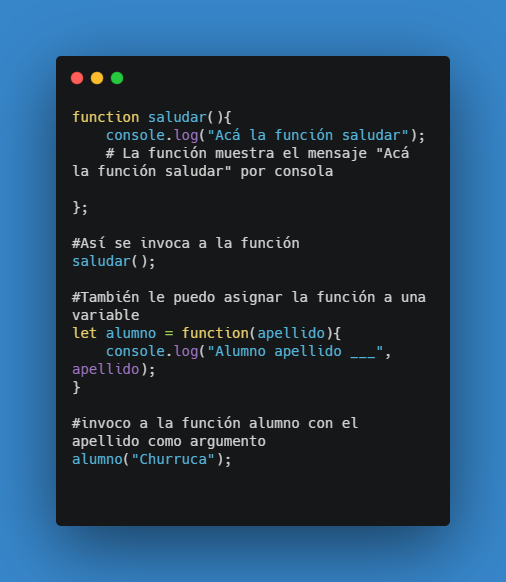 function saludar(){
    console.log("Acá la función saludar");
    # La función muestra el mensaje "Acá
la función saludar" por consola

};

#Así se invoca a la función
saludar();

#También le puedo asignar la función a una
variable
let alumno = function(apellido){
    console.log("Alumno apellido ___",
apellido);
}

#invoco a la función alumno con el
apellido como argumento
alumno("Churruca");